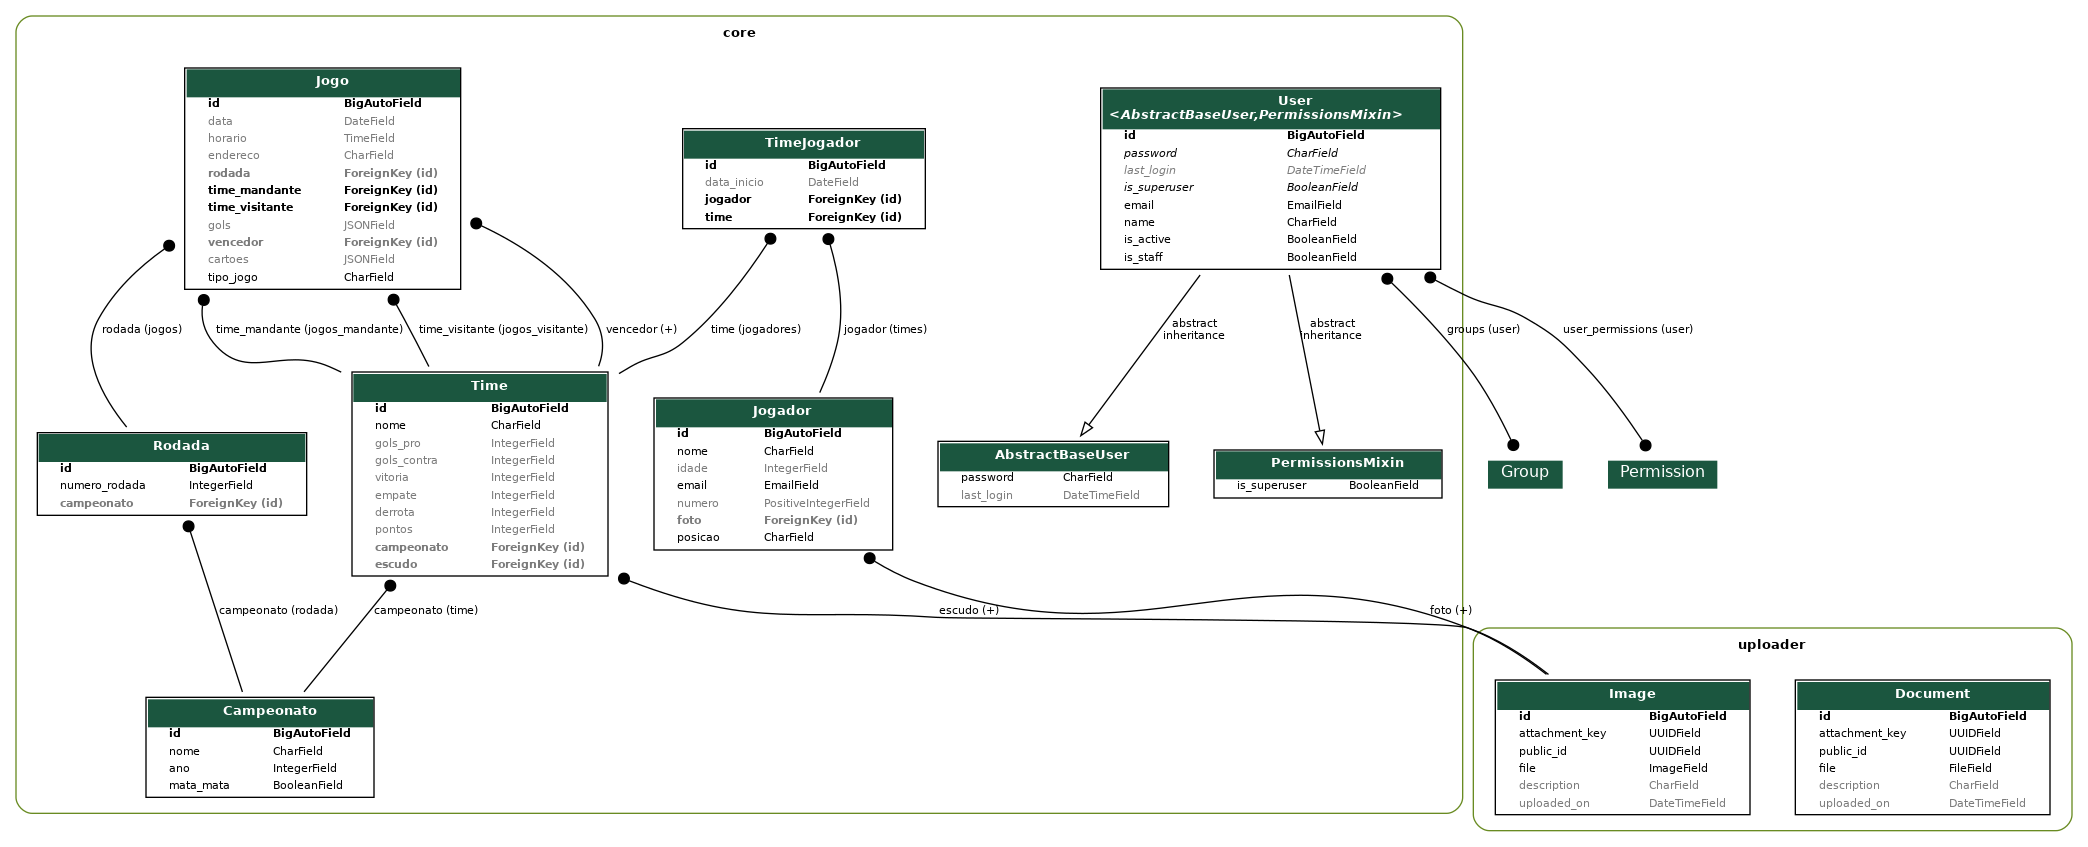 core
Jogo
id BigAutoField
data DateField
horario TimeField
endereco CharField
rodada ForeignKey (id)
time_mandante ForeignKey (id)
time_visitante ForeignKey (id)
gols JSONField
vencedor ForeignKey (id)
cartoes JSONField
tipo_jogo CharField
TimeJogador
id BigAutoField
data_inicio DateField
jogador ForeignKey (id)
time ForeignKey (id)
User
<AbstractBaseUser,PermissionsMixin>
id BigAutoField
password CharField
last_login DateTimeField
is_superuser BooleanField
email EmailField
name CharField
is_active BooleanField
is_staff BooleanField
rodada (jogos)
time_mandante (jogos_mandante)
time_visitante (jogos_visitante)
vencedor (+)
time (jogadores)
jogador (times)
abstract
inheritance
abstract
inheritance
groups (user)
user_permissions (user)
Rodada
id BigAutoField
numero_rodada IntegerField
campeonato ForeignKey (id)
Time
id BigAutoField
nome CharField
gols_pro IntegerField
gols_contra IntegerField
vitoria IntegerField
empate IntegerField
derrota IntegerField
pontos IntegerField
campeonato ForeignKey (id)
escudo ForeignKey (id)
Jogador
id BigAutoField
nome CharField
idade IntegerField
email EmailField
numero PositiveIntegerField
foto ForeignKey (id)
posicao CharField
AbstractBaseUser
password CharField
last_login DateTimeField
PermissionsMixin
is_superuser BooleanField
Group
Permission
campeonato (rodada)
campeonato (time)
escudo (+)
foto (+)
Campeonato
id BigAutoField
nome CharField
ano IntegerField
mata_mata BooleanField
uploader
Image
id BigAutoField
attachment_key UUIDField
public_id UUIDField
file ImageField
description CharField
uploaded_on DateTimeField
Document
id BigAutoField
attachment_key UUIDField
public_id UUIDField
file FileField
description CharField
uploaded_on DateTimeField